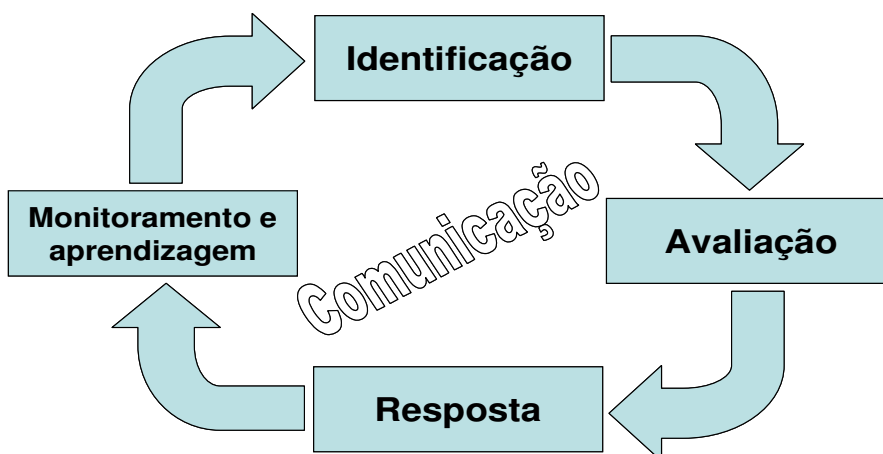 Identificação
Avaliação
Resposta
Monitoramento e
aprendizagem
Comunicação